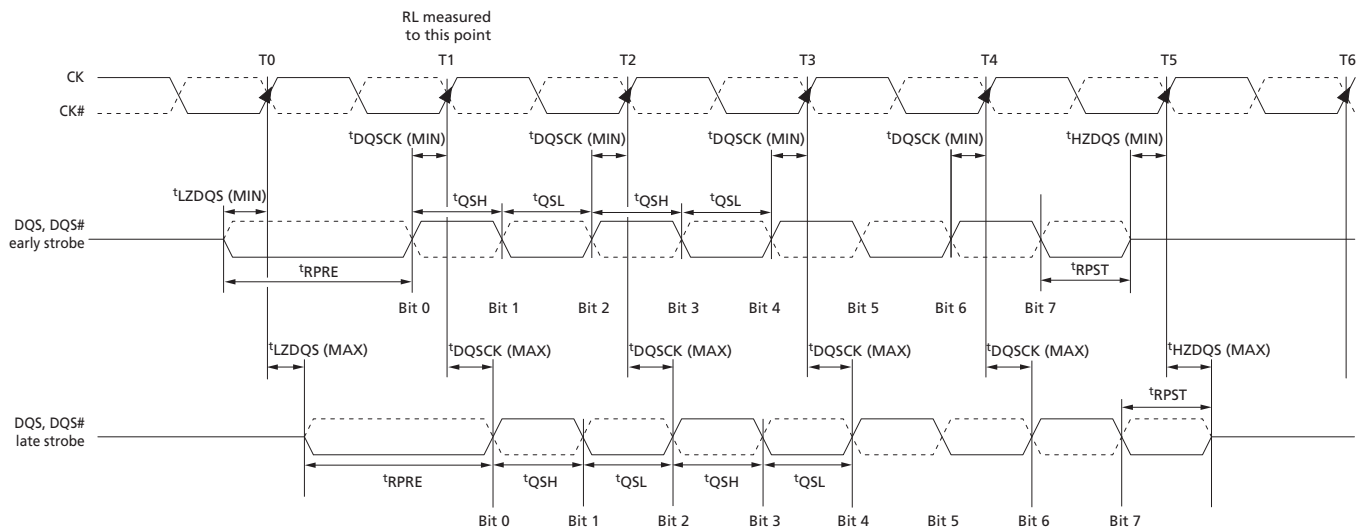 RL measured
to this point
T0 T1 T2 T3 T4 T5 T6
CK
CK#
tDQSCK (MIN) tDQSCK (MIN) tDQSCK (MIN) tDQSCK (MIN) tHZDQS (MIN)
tLZDQS (MIN)
tQSH tQSL tQSH tQSL
DQS, DQS#
early strobe
tRPRE tRPST
Bit 0 Bit 1 Bit 2 Bit 3 Bit 4 Bit 5 Bit 6 Bit 7
tLZDQS (MAX) tDQSCK (MAX) tDQSCK (MAX) tDQSCK (MAX) tDQSCK (MAX) tHZDQS (MAX)
tRPST
DQS, DQS#
late strobe
tRPRE tQSH tQSL tQSH tQSL
Bit 0 Bit 1 Bit 2 Bit 3 Bit 4 Bit 5 Bit 6 Bit 7